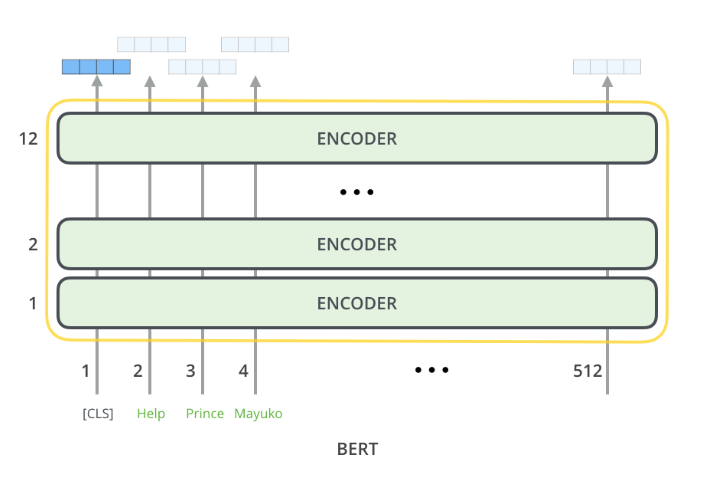 12 ENCODER
...
2 ENCODER
1 ENCODER
1 2 3 4 ... 512
[CLS] Help Prince Mayuko
BERT